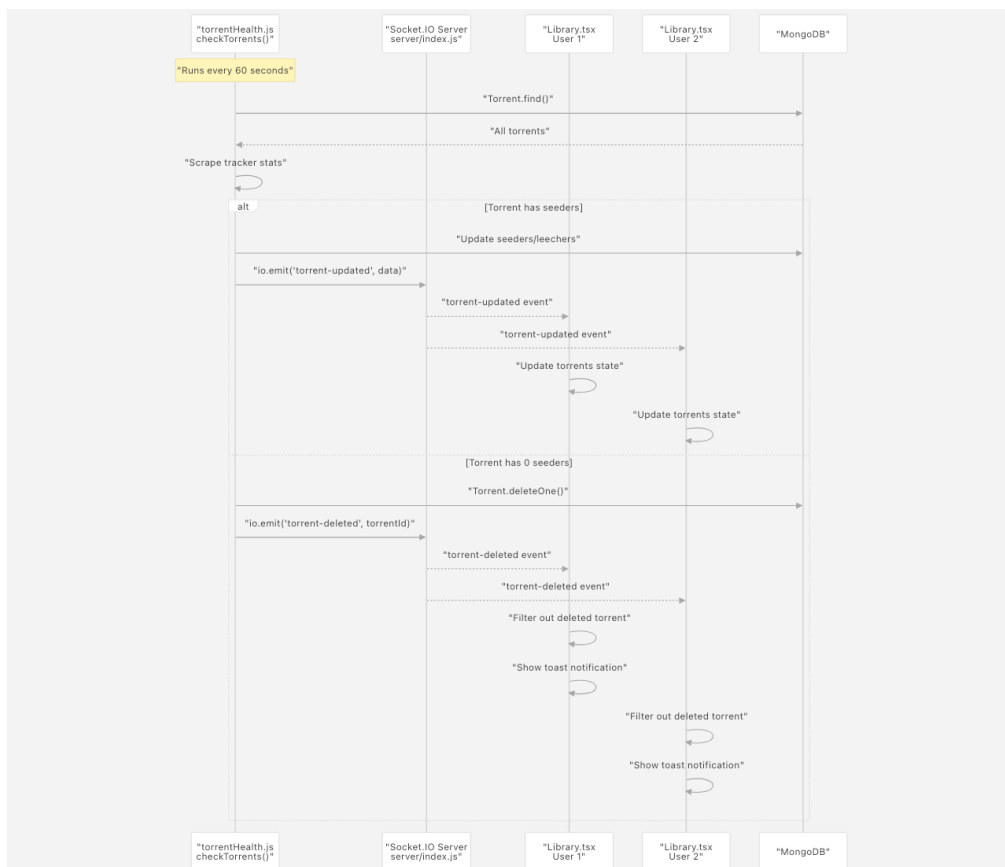 "torrentHealth.js
checkTorrents()"
"Socket.IO Server
server/index.js"
"Library.tsx
User 1"
"Library.tsx
User 2"
"MongoDB"
"Runs every 60 seconds"
"Torrent.find()"
"All torrents"
"Scrape tracker stats"
alt
[Torrent has seeders]
"Update seeders/leechers"
"io.emit('torrent-updated', data)"
"torrent-updated event"
"torrent-updated event"
"Update torrents state"
"Update torrents state"
[Torrent has 0 seeders]
"Torrent.deleteOne()"
"io.emit('torrent-deleted', torrentId)"
"torrent-deleted event"
"torrent-deleted event"
"Filter out deleted torrent"
"Show toast notification"
"Filter out deleted torrent"
"Show toast notification"
"torrentHealth.js
checkTorrents()"
"Socket.IO Server
server/index.js"
"Library.tsx
User 1"
"Library.tsx
User 2"
"MongoDB"